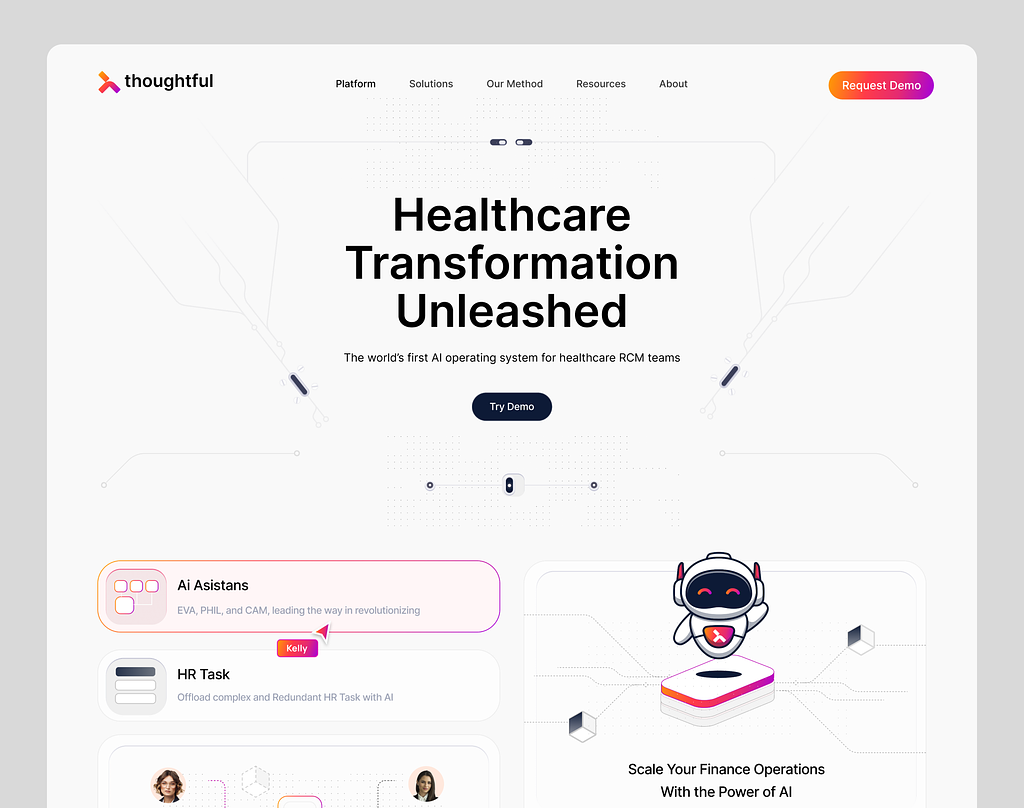 thoughtful
Platform
Solutions
Our Method
Resources
About
Request Demo
Healthcare
Transformation
Unleashed
The world's first AI operating system for healthcare RCM teams
Try Demo
Ai Asistans
EVA, PHIL, and CAM, leading the way in revolutionizing
Kelly
HR Task
Offload complex and Redundant HR Task with AI
Scale Your Finance Operations
With the Power of AI